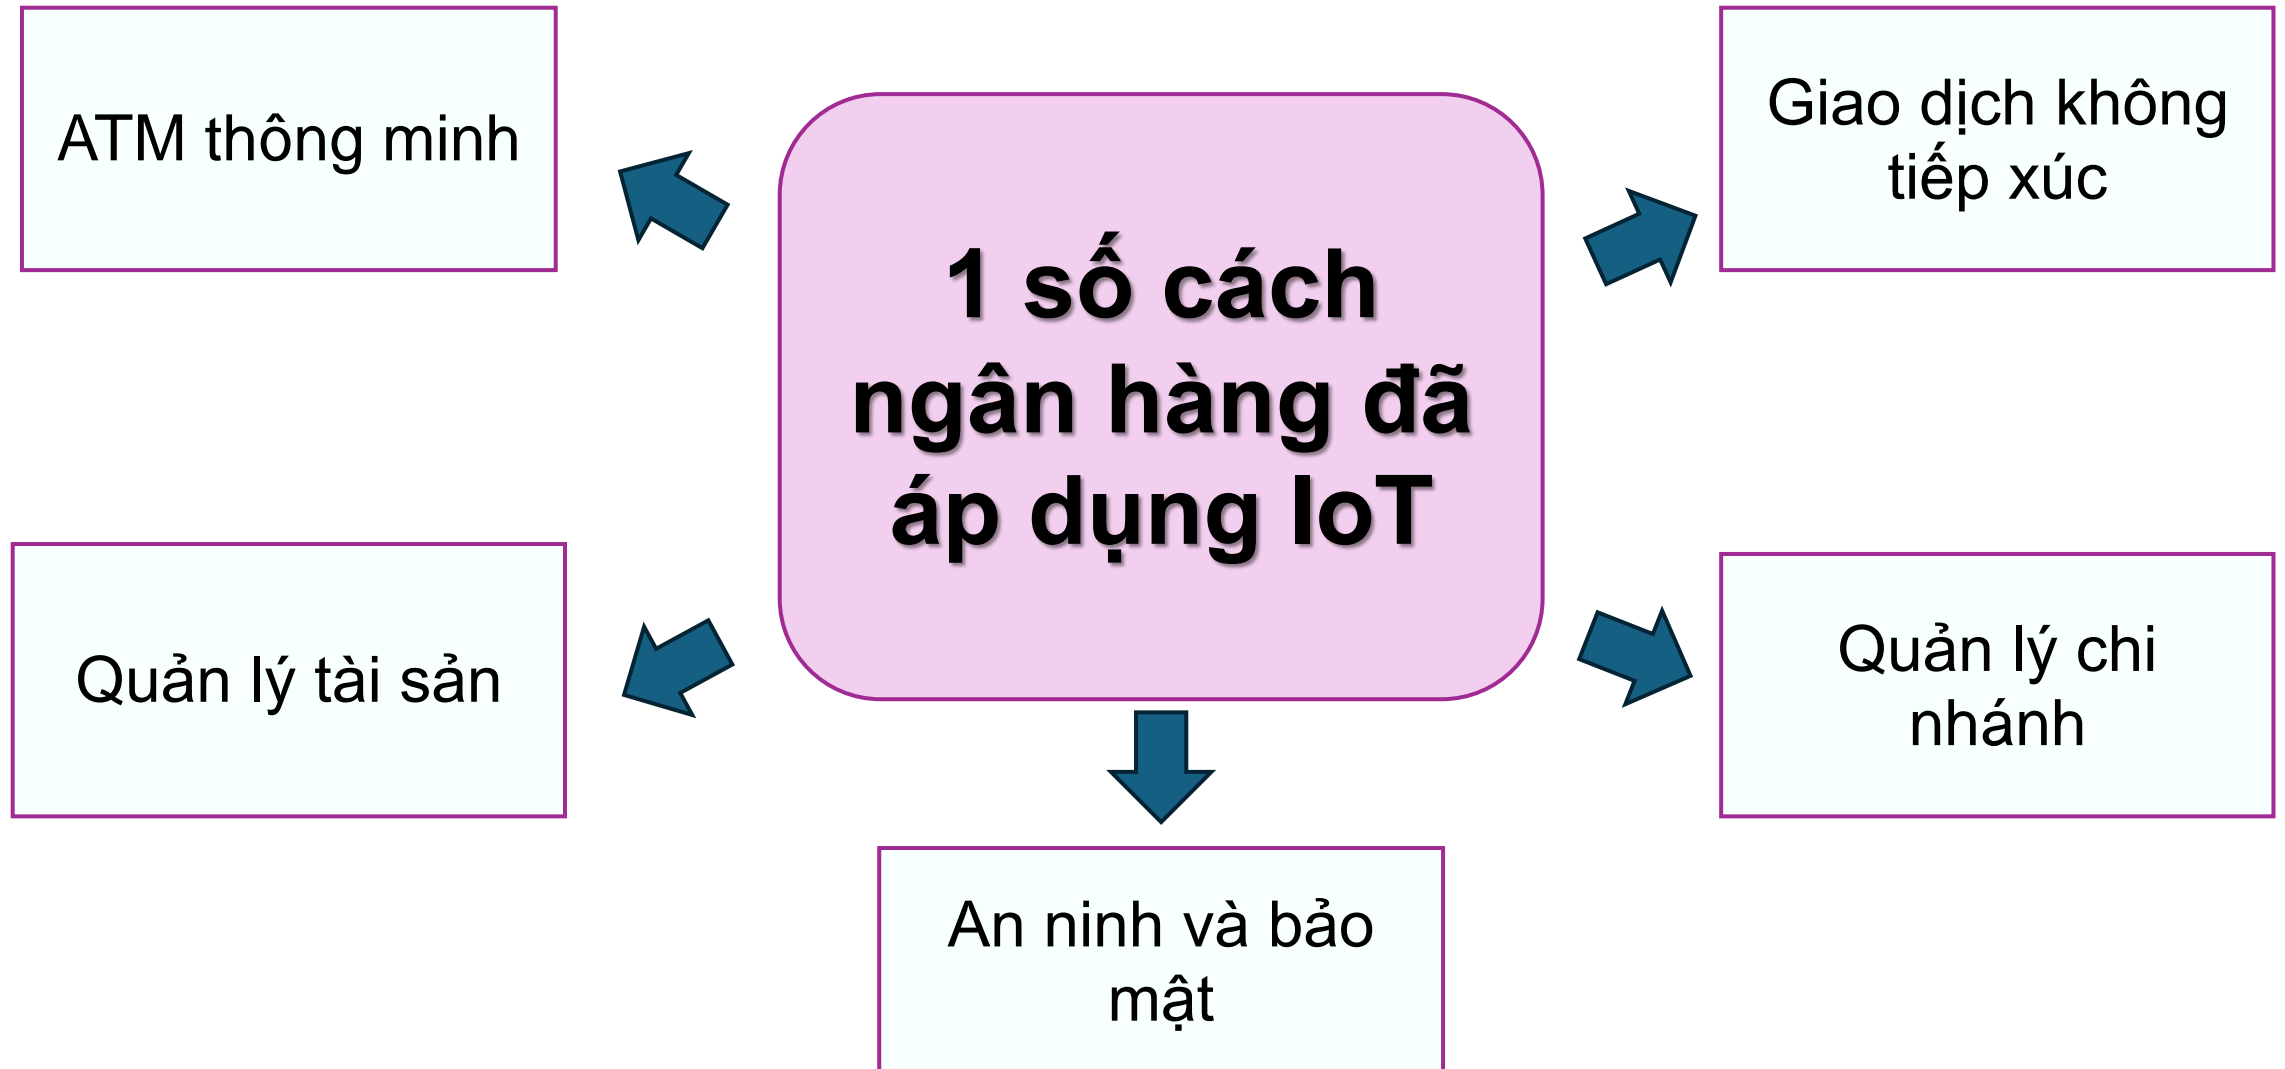 ATM thông minh
Giao dịch không
tiếp xúc
1 số cách
ngân hàng đã
áp dụng IoT
Quản lý tài sản
Quản lý chi
nhánh
An ninh và bảo
mật